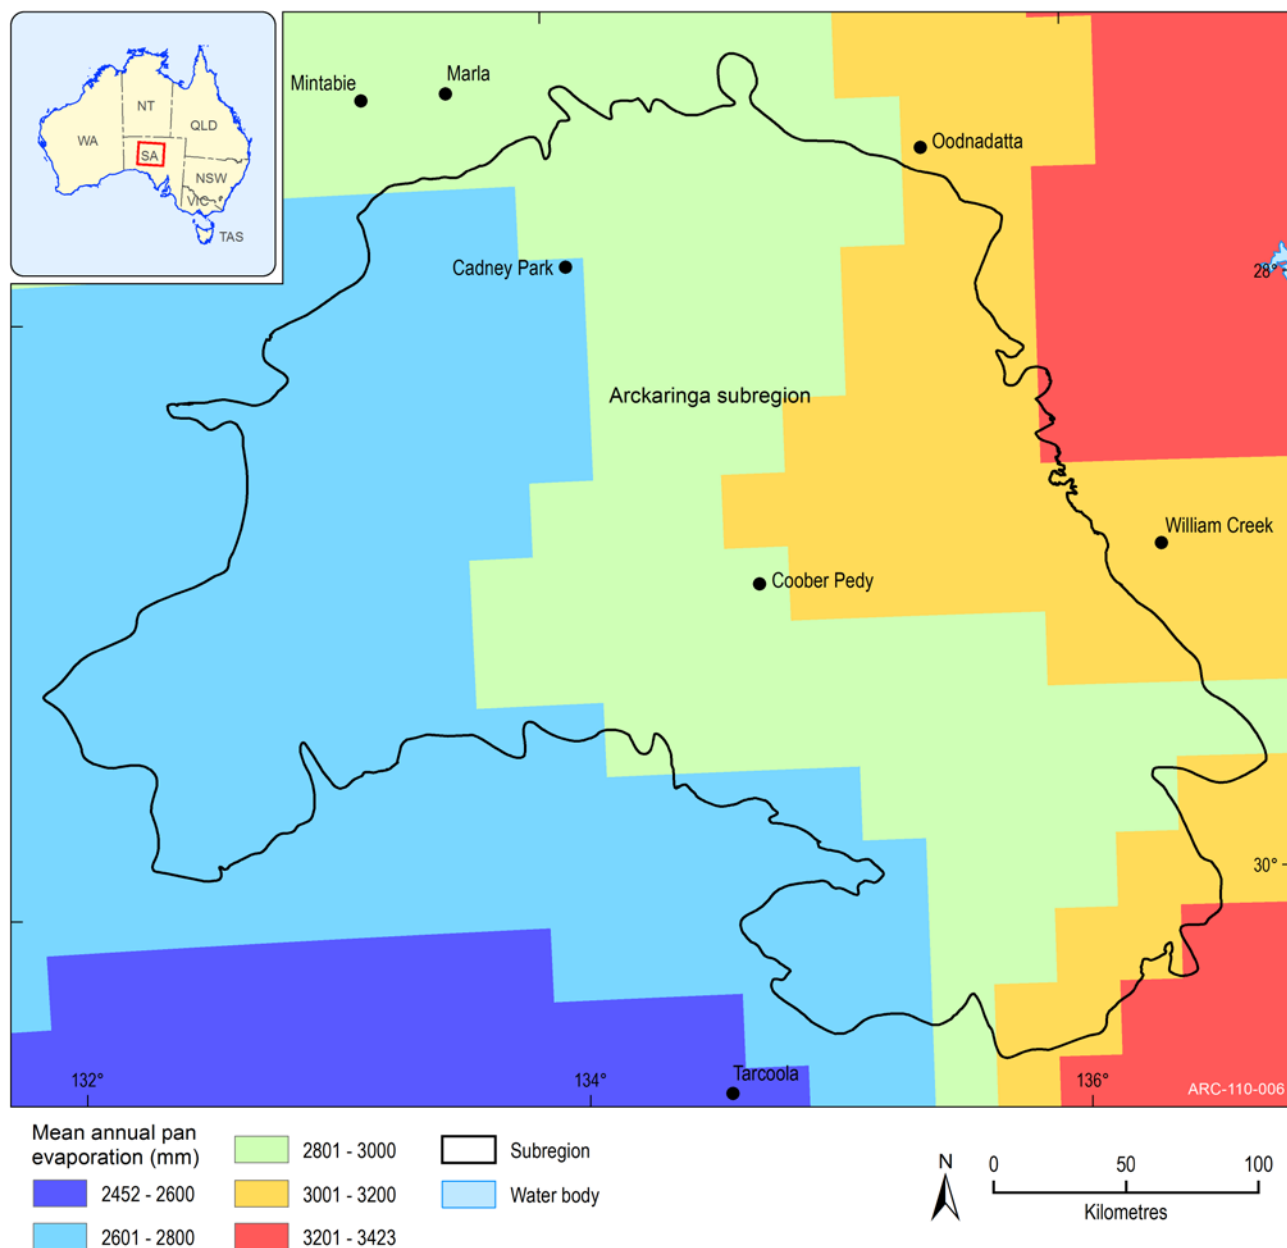 NT
WA
QLD
SA
NSW
VIC
TAS
Mintabie
Marla
Oodnadatta
Cadney Park
28°
Arckaringa subregion
William Creek
Coober Pedy
30°
132°
134°
Tarcoola
136°
ARC-110-006
Mean annual pan
evaporation (mm)
2452 - 2600
2601 - 2800
2801 - 3000
3001 - 3200
3201 - 3423
Subregion
Water body
N
0 50 100
Kilometres